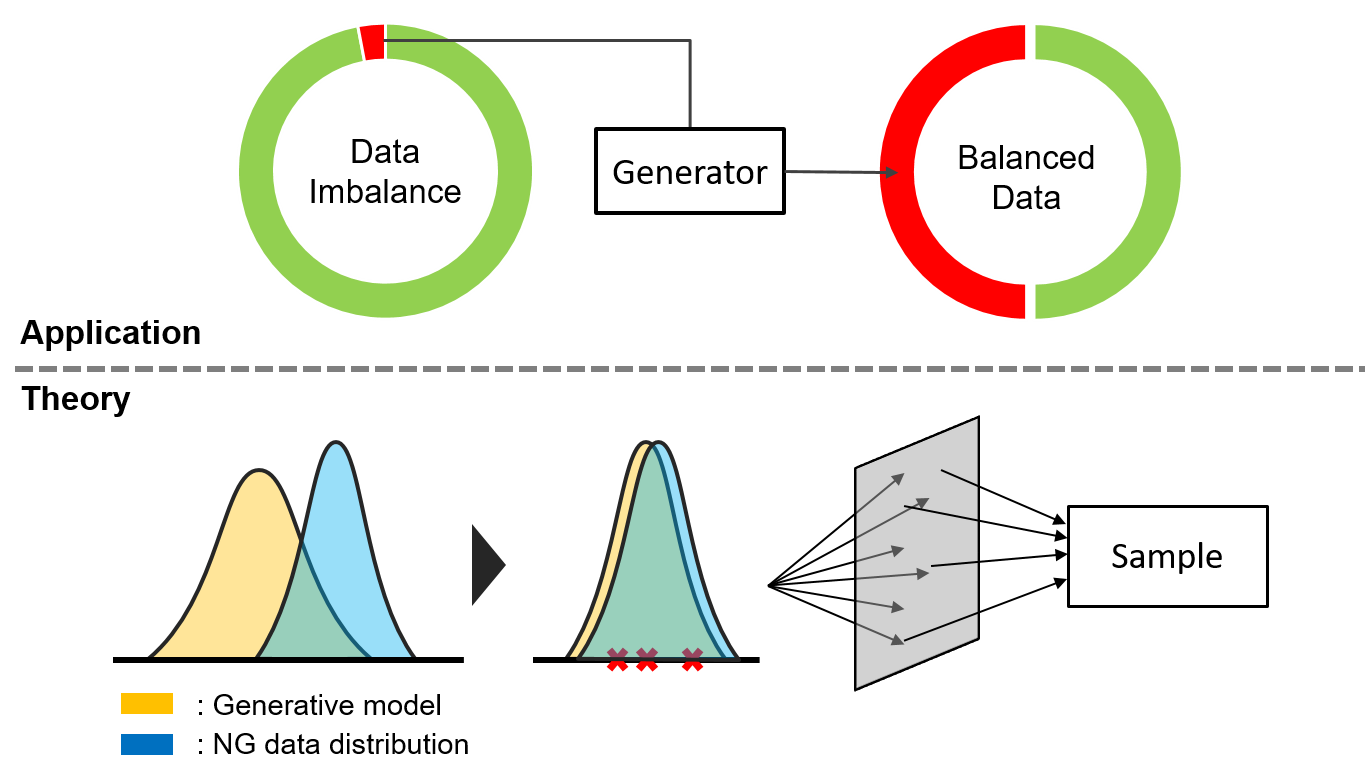 Data
Imbalance
Generator
Balanced
Data
Application
Theory
Sample
: Generative model
: NG data distribution